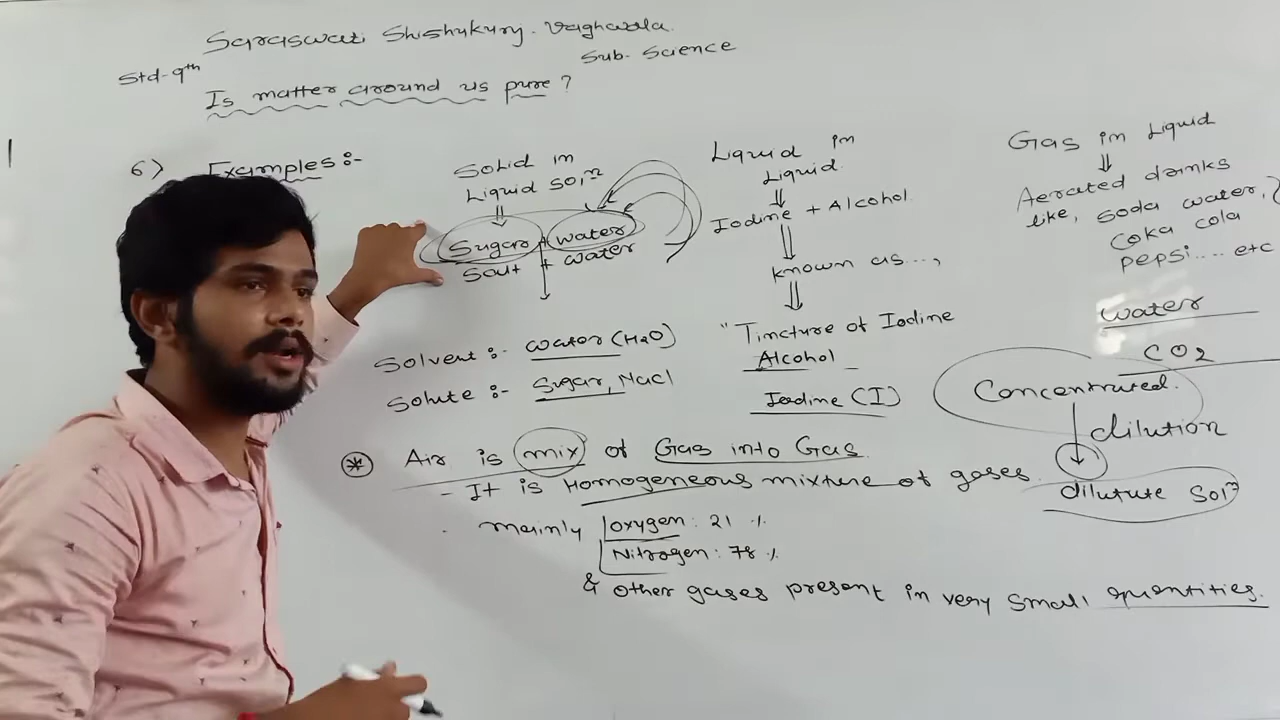 Saraswati Shishukunj. Vaghwala.
Std-9th
Sub- Science
Is matter around us pure?
6) Examples :-
Solid in
Liquid Sol,n
⇓
Sugar + water
Salt + water
Solvent :- water (H2O)
Solute :- Sugar, Nacl
Liquid in
Liquid
⇓
Iodine + Alcohol
⇓
known as...,
⇓
"Tincture of Iodine
Alcohol
Iodine (I)
Gas in Liquid
⇓
Aerated drinks
like, Soda water,
Coka cola
pepsi.... etc
water
CO2
Concentrated.
dilution
dilutute Soln
* Air is mix of Gas into Gas.
- It is Homogeneous mixture of gases.
- mainly oxygen : 21 %
Nitrogen : 78 %
& other gases present in very small quantities.